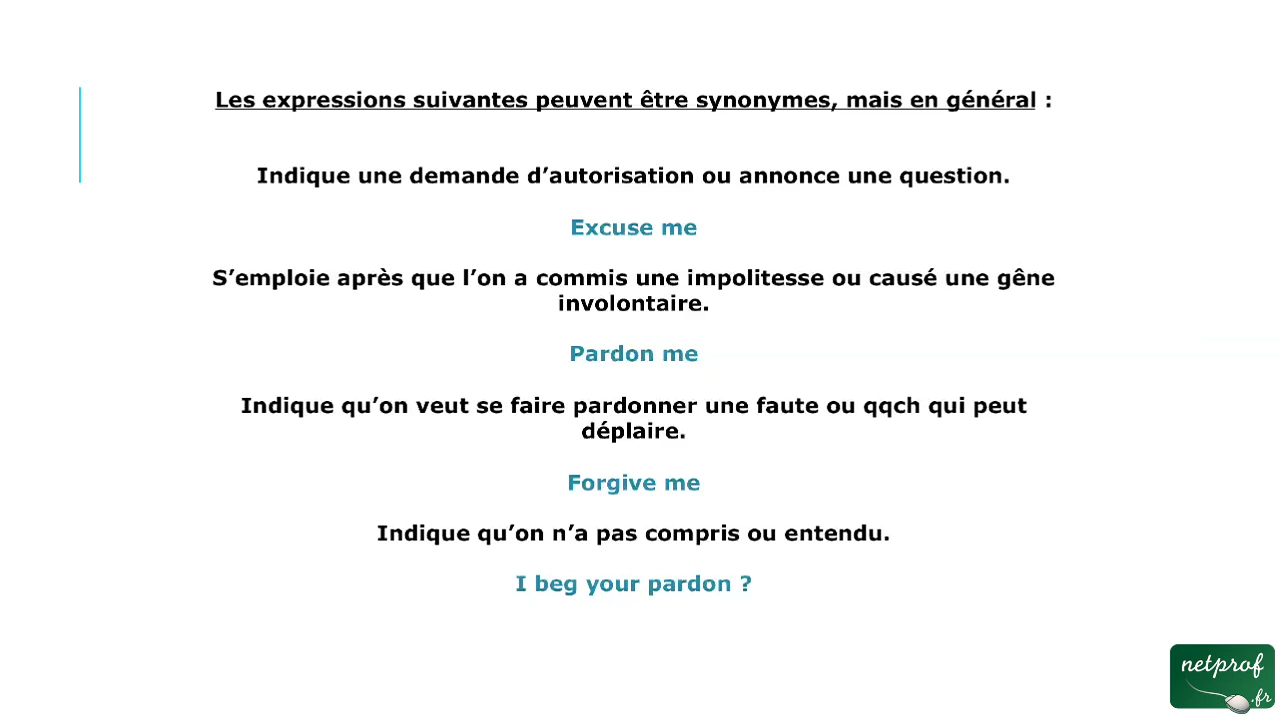 Les expressions suivantes peuvent être synonymes, mais en général :
Indique une demande d’autorisation ou annonce une question.
Excuse me
S’emploie après que l’on a commis une impolitesse ou causé une gêne
involontaire.
Pardon me
Indique qu’on veut se faire pardonner une faute ou qqch qui peut
déplaire.
Forgive me
Indique qu’on n’a pas compris ou entendu.
I beg your pardon ?
netprof
.fr